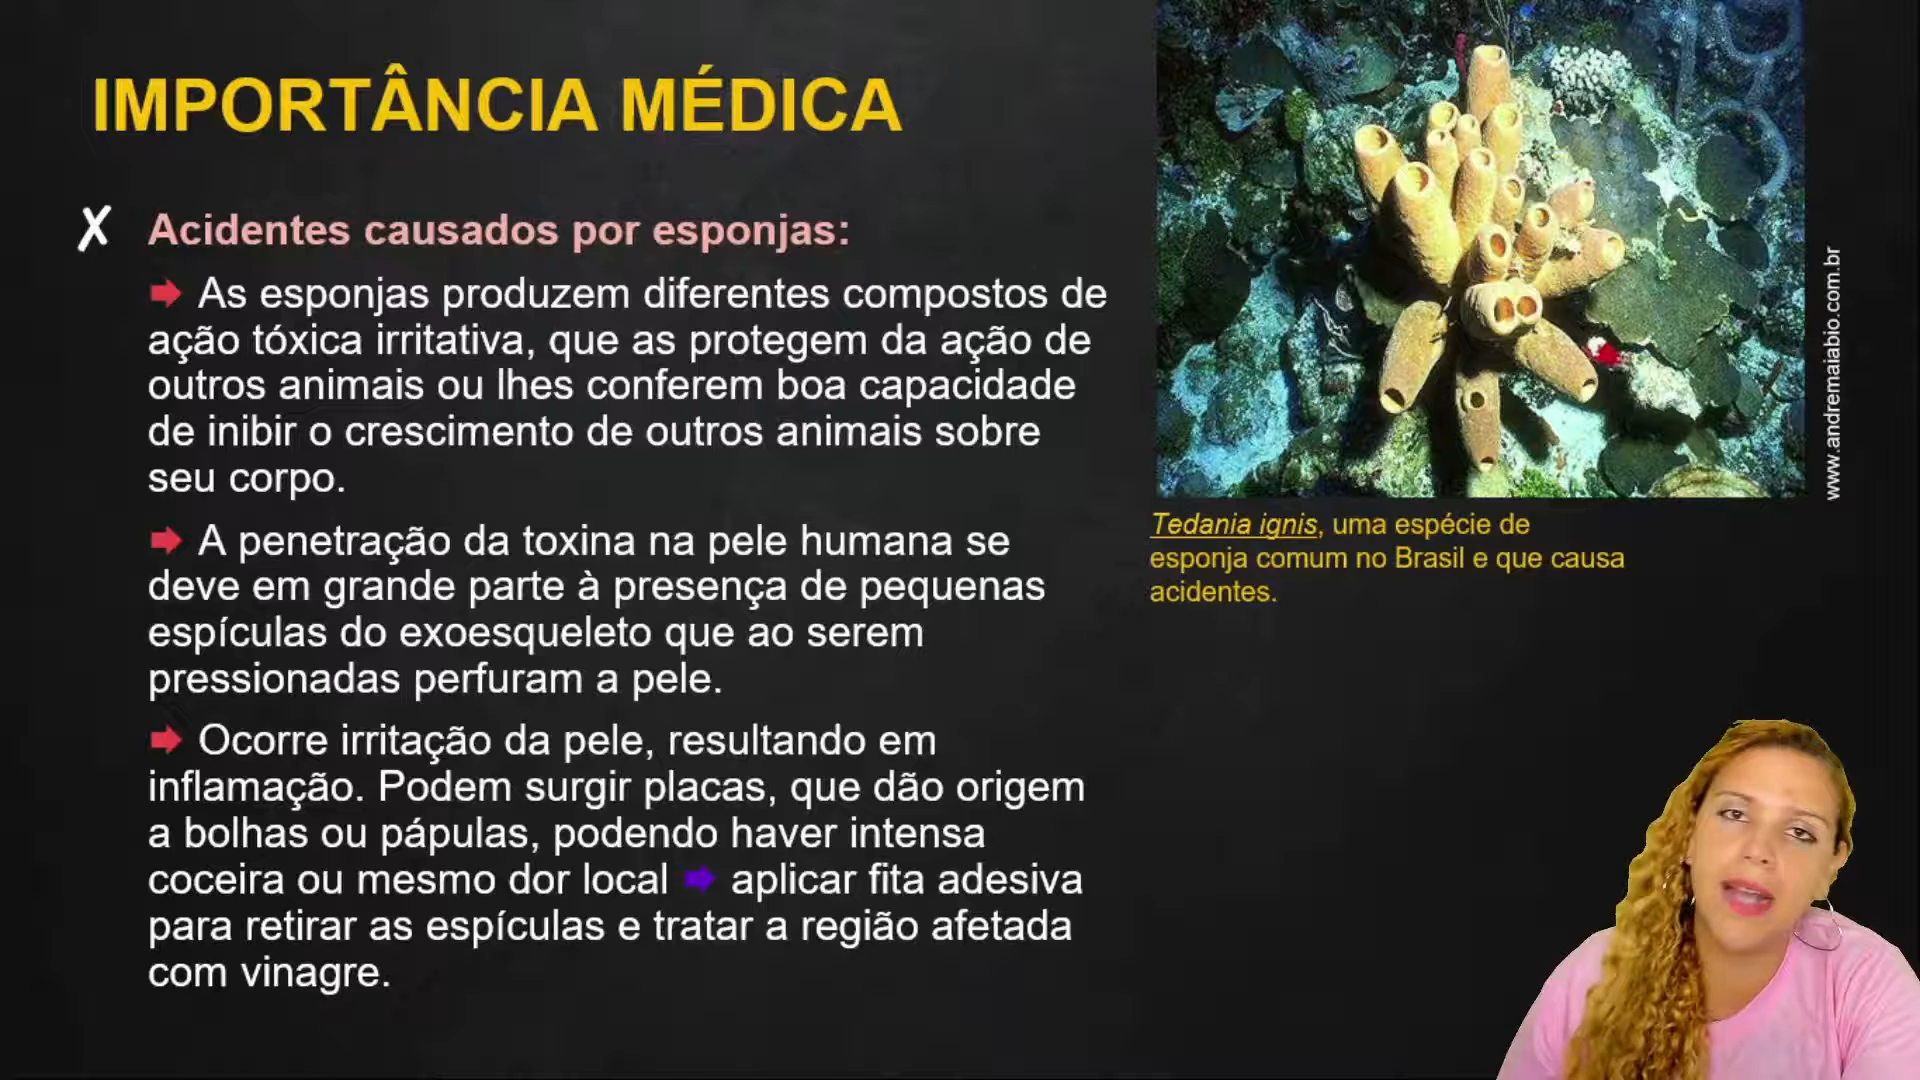 IMPORTÂNCIA MÉDICA
✗ Acidentes causados por esponjas:
As esponjas produzem diferentes compostos de
ação tóxica irritativa, que as protegem da ação de
outros animais ou lhes conferem boa capacidade
de inibir o crescimento de outros animais sobre
seu corpo.
A penetração da toxina na pele humana se
deve em grande parte à presença de pequenas
espículas do exoesqueleto que ao serem
pressionadas perfuram a pele.
Ocorre irritação da pele, resultando em
inflamação. Podem surgir placas, que dão origem
a bolhas ou pápulas, podendo haver intensa
coceira ou mesmo dor local ➡ aplicar fita adesiva
para retirar as espículas e tratar a região afetada
com vinagre.
www.andremaiabio.com.br
Tedania ignis, uma espécie de
esponja comum no Brasil e que causa
acidentes.